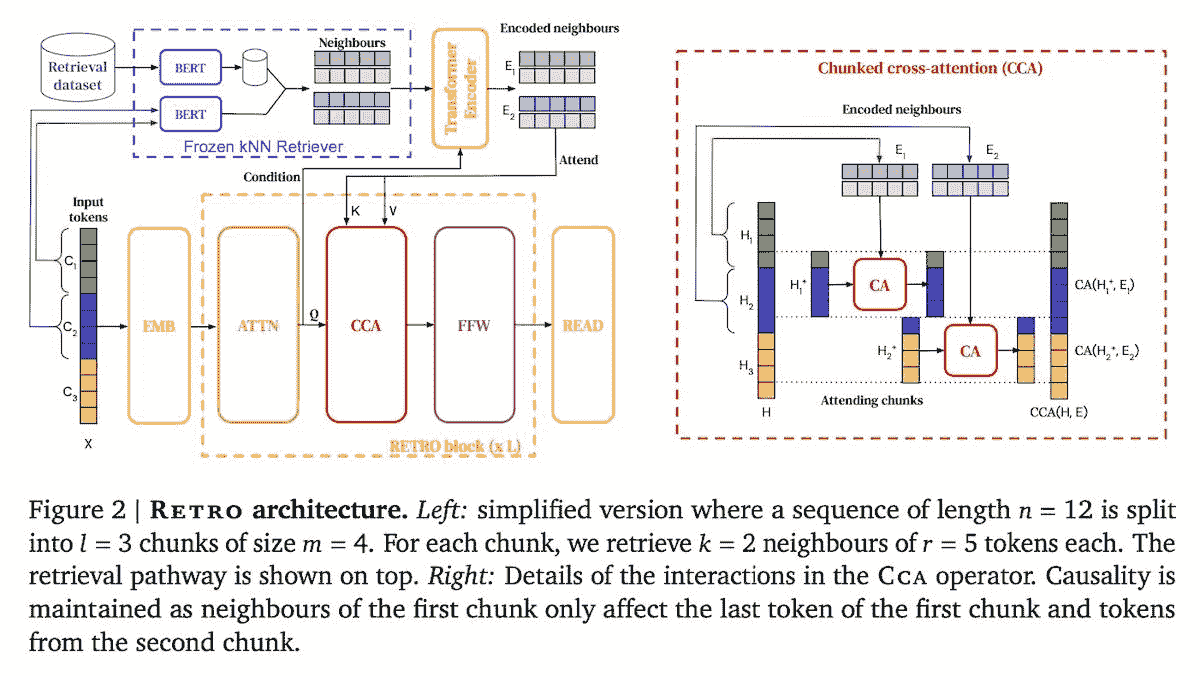 Encoded neighbours
Neighbours
Retrieval
dataset
BERT
BERT
Frozen kNN Retriever
Transformer
Encoder
E₁
E₂
Condition
Attend
K
V
Input
tokens
C₁
C₂
C₃
X
EMB
ATTN
Q
CCA
FFW
READ
RETRO block (x L)
Chunked cross-attention (CCA)
Encoded neighbours
E₁
E₂
H₁
H₂
H₃
H
H₁⁺
CA
CA(H₁⁺, E₁)
H₂⁺
CA
CA(H₂⁺, E₂)
Attending chunks
CCA(H, E)
Figure 2 | RETRO architecture. Left: simplified version where a sequence of length n = 12 is split
into l = 3 chunks of size m = 4. For each chunk, we retrieve k = 2 neighbours of r = 5 tokens each. The
retrieval pathway is shown on top. Right: Details of the interactions in the CCA operator. Causality is
maintained as neighbours of the first chunk only affect the last token of the first chunk and tokens
from the second chunk.